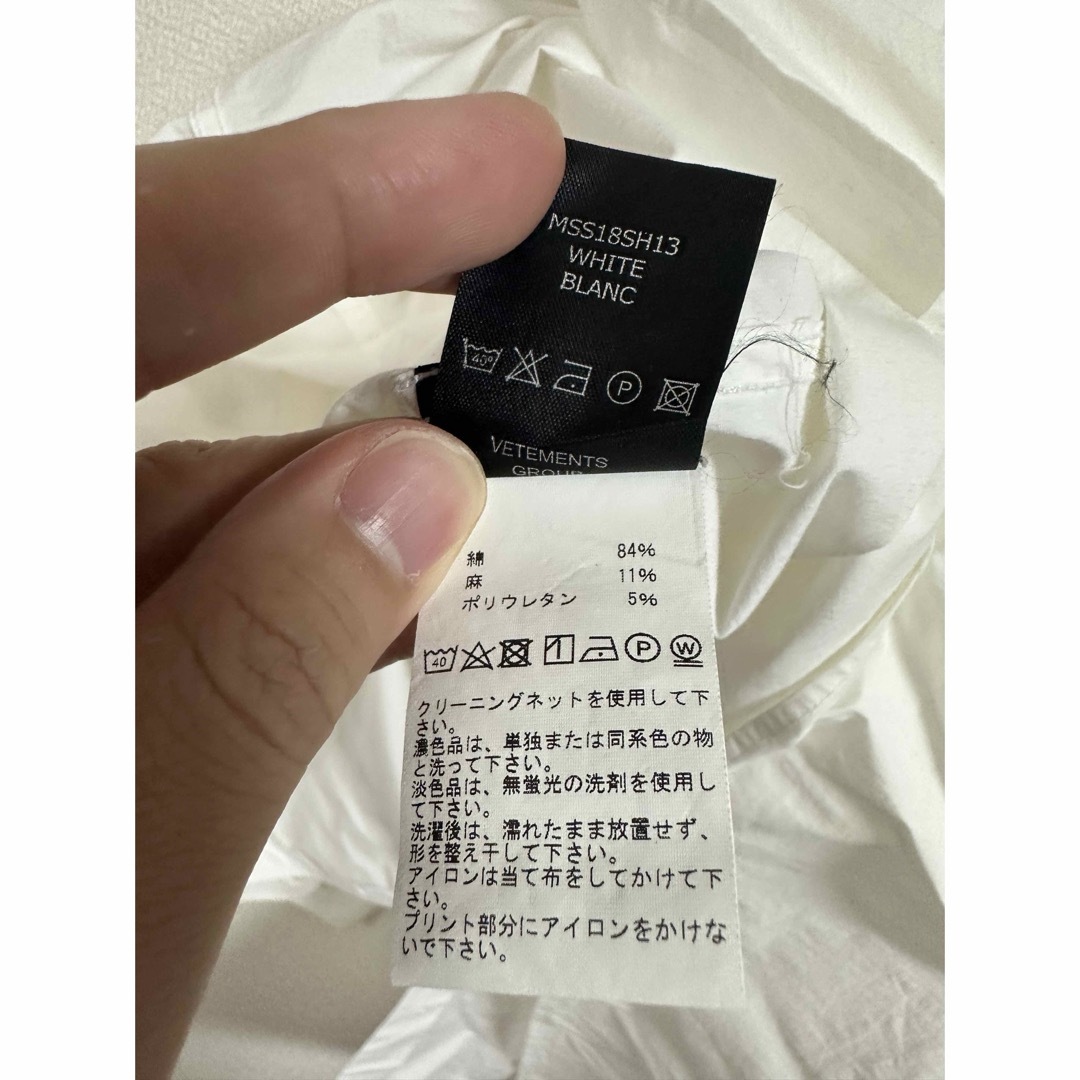 MSS18SH13
WHITE
BLANC
40°
P
VETEMENTS
GROUP
綿 84%
麻 11%
ポリウレタン 5%
40 P W
クリーニングネットを使用して下
さい。
濃色品は、単独または同系色の物
と洗って下さい。
淡色品は、無蛍光の洗剤を使用し
て下さい。
洗濯後は、濡れたまま放置せず、
形を整え干して下さい。
アイロンは当て布をしてかけて下
さい。
プリント部分にアイロンをかけな
いで下さい。